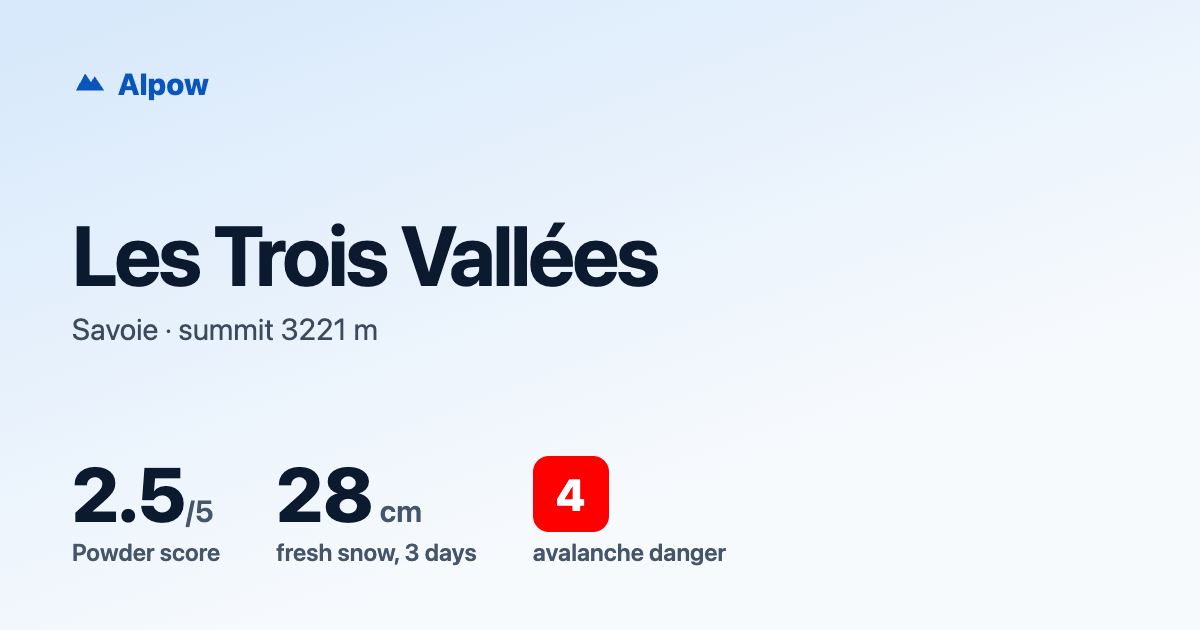 Alpow
Les Trois Vallées
Savoie · summit 3221 m
2.5/5
Powder score
28 cm
fresh snow, 3 days
4
avalanche danger